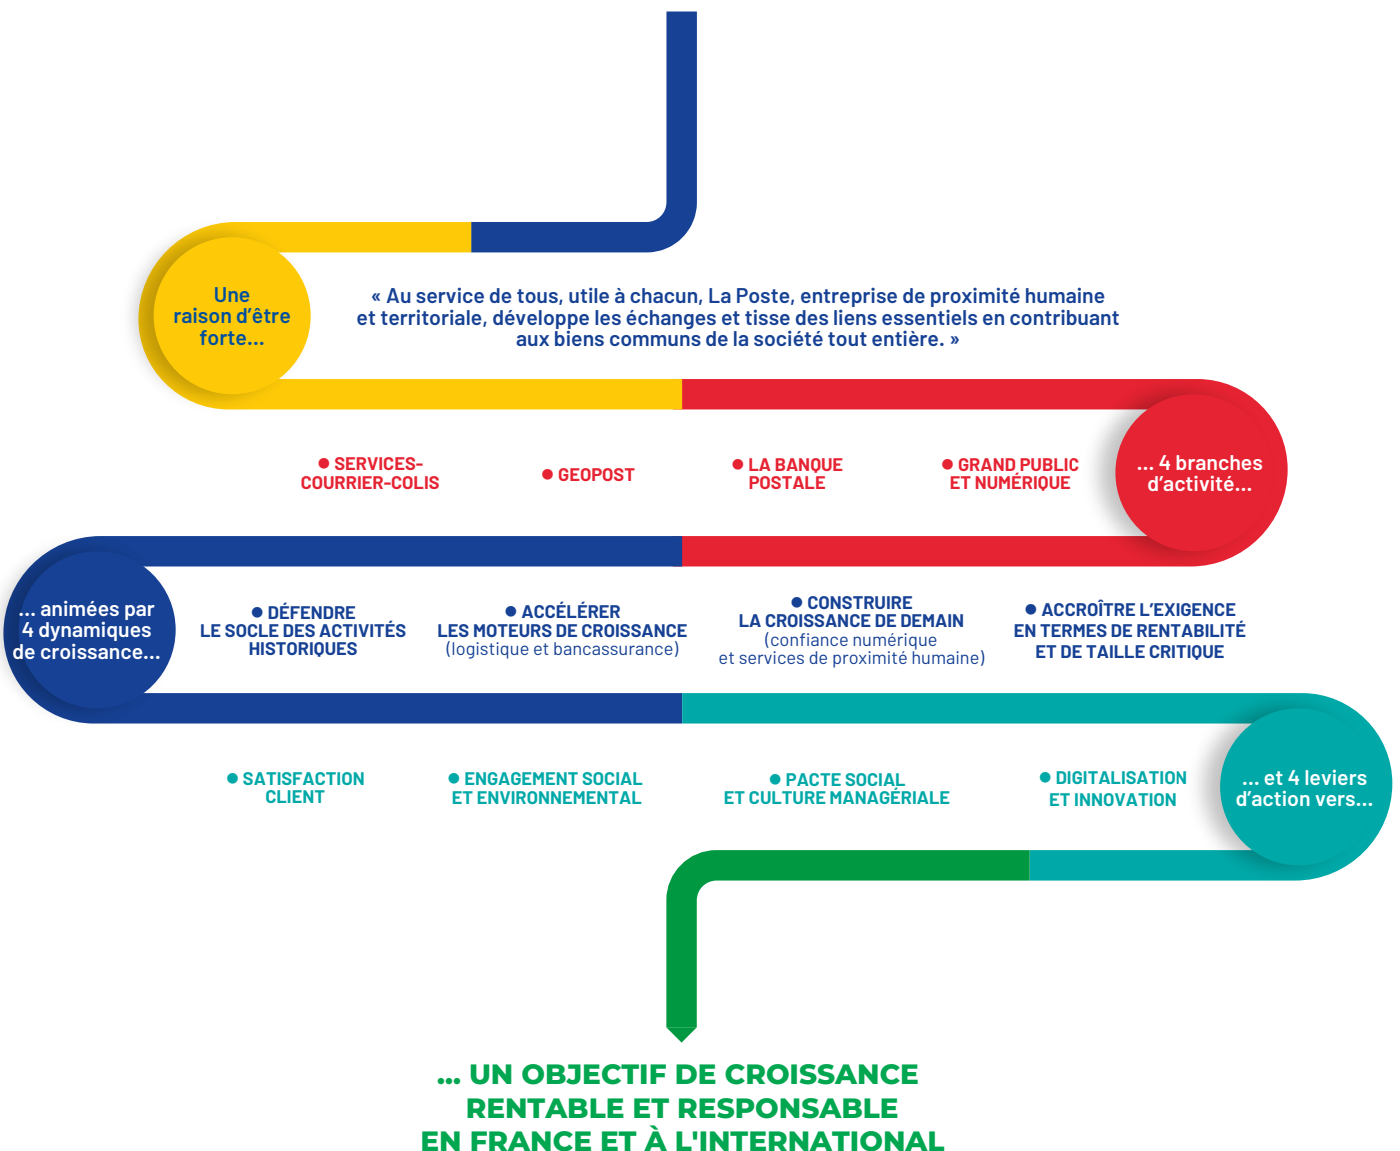 Une
raison d’être
forte...
« Au service de tous, utile à chacun, La Poste, entreprise de proximité humaine
et territoriale, développe les échanges et tisse des liens essentiels en contribuant
aux biens communs de la société tout entière. »
... 4 branches
d’activité...
● SERVICES-
COURRIER-COLIS
● GEOPOST
● LA BANQUE
POSTALE
● GRAND PUBLIC
ET NUMÉRIQUE
... animées par
4 dynamiques
de croissance...
● DÉFENDRE
LE SOCLE DES ACTIVITÉS
HISTORIQUES
● ACCÉLÉRER
LES MOTEURS DE CROISSANCE
(logistique et bancassurance)
● CONSTRUIRE
LA CROISSANCE DE DEMAIN
(confiance numérique
et services de proximité humaine)
● ACCROÎTRE L’EXIGENCE
EN TERMES DE RENTABILITÉ
ET DE TAILLE CRITIQUE
● SATISFACTION
CLIENT
● ENGAGEMENT SOCIAL
ET ENVIRONNEMENTAL
● PACTE SOCIAL
ET CULTURE MANAGÉRIALE
● DIGITALISATION
ET INNOVATION
... et 4 leviers
d’action vers...
... UN OBJECTIF DE CROISSANCE
RENTABLE ET RESPONSABLE
EN FRANCE ET À L'INTERNATIONAL